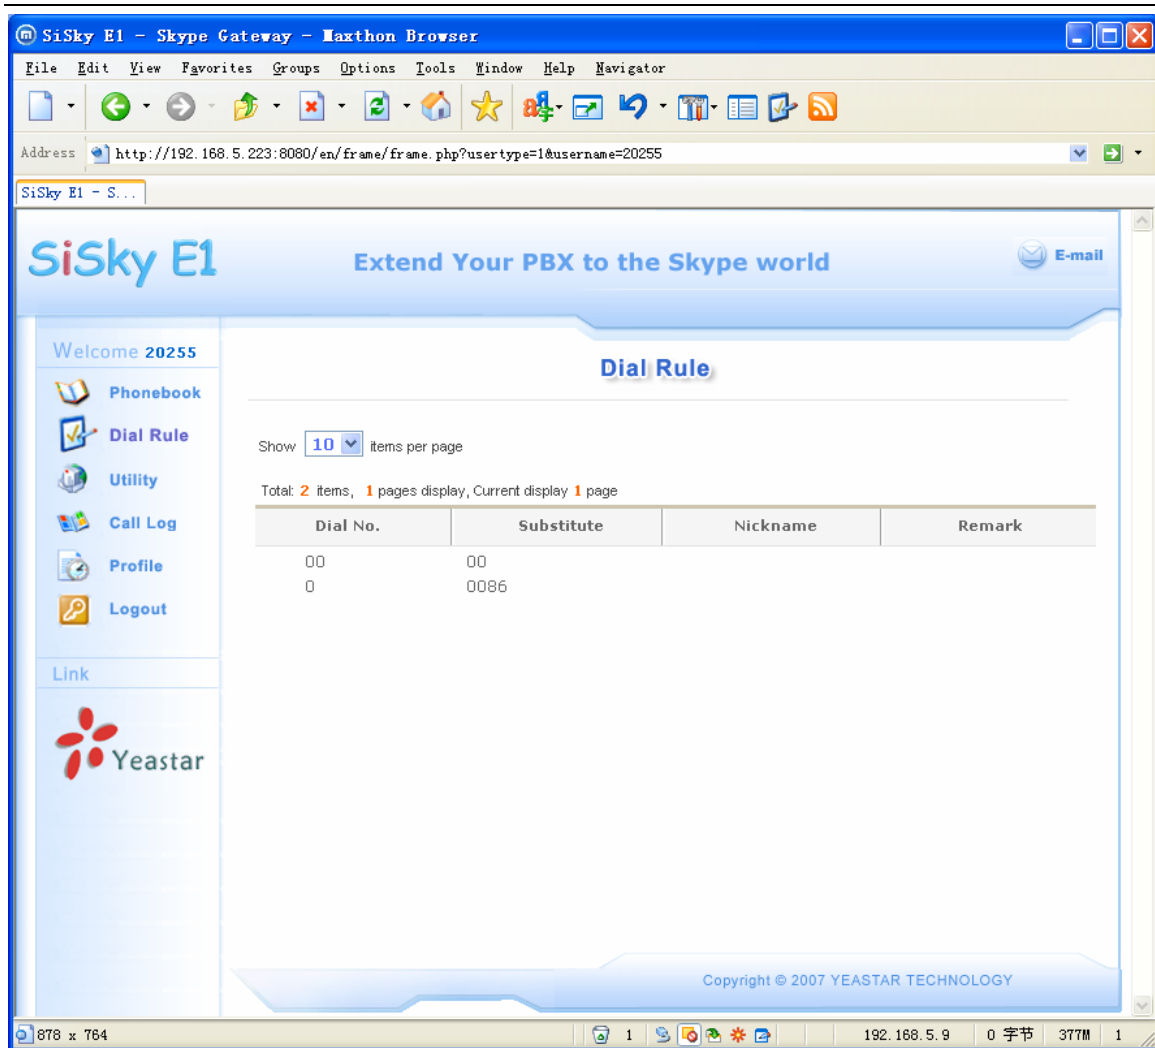 SiSky E1 - Skype Gateway - Maxthon Browser
File Edit View Favorites Groups Options Tools Window Help Navigator
Address http://192.168.5.223:8080/en/frame/frame.php?usertype=1&username=20255
SiSky E1 - S...
SiSky E1
Extend Your PBX to the Skype world
E-mail
Welcome 20255
Phonebook
Dial Rule
Utility
Call Log
Profile
Logout
Link
Yeastar
Dial Rule
Show 10 items per page
Total: 2 items, 1 pages display, Current display 1 page
Dial No. Substitute Nickname Remark
00 00
0 0086
Copyright © 2007 YEASTAR TECHNOLOGY
878 x 764 1 192.168.5.9 0 字节 377M 1